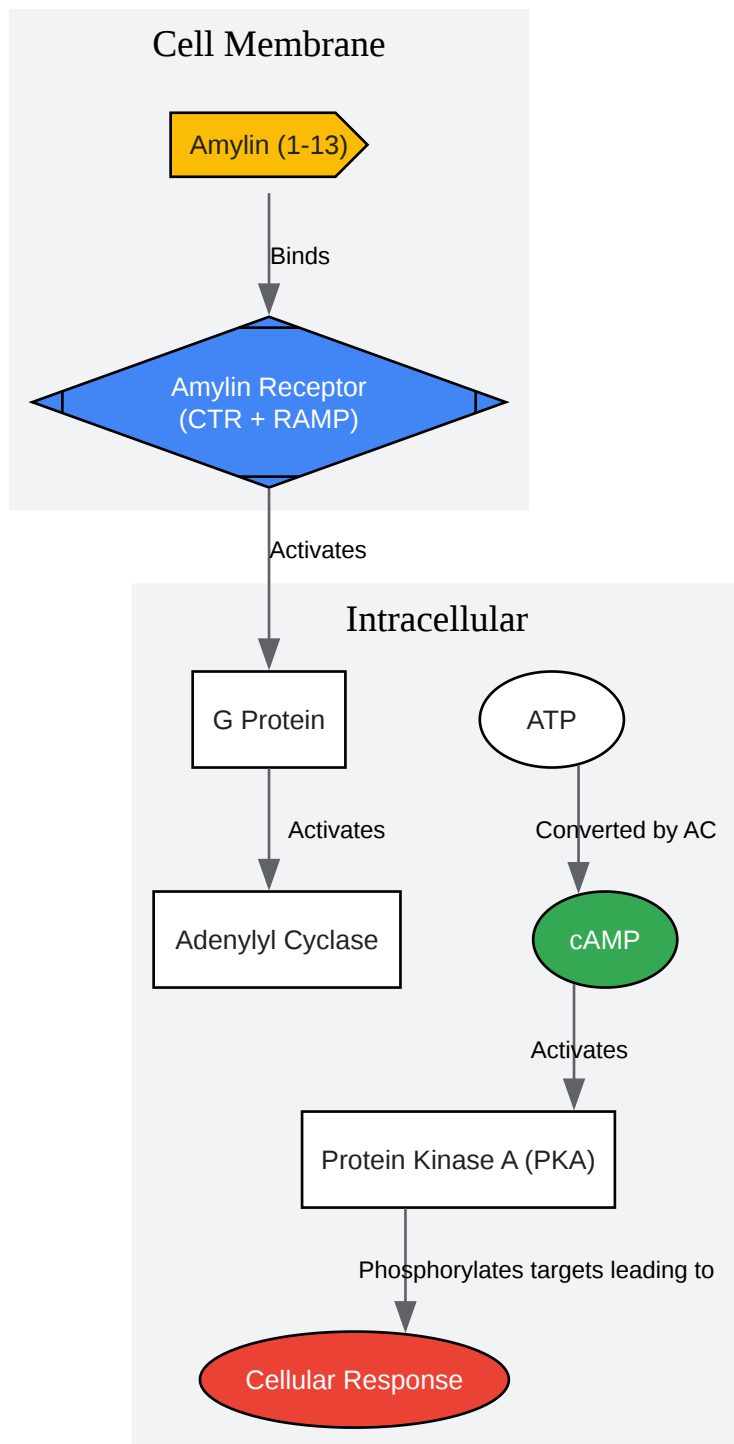 Cell Membrane
Amylin (1-13)
Binds
Amylin Receptor
(CTR + RAMP)
Activates
Intracellular
G Protein
ATP
Activates
Converted by AC
Adenylyl Cyclase
cAMP
Activates
Protein Kinase A (PKA)
Phosphorylates targets leading to
Cellular Response